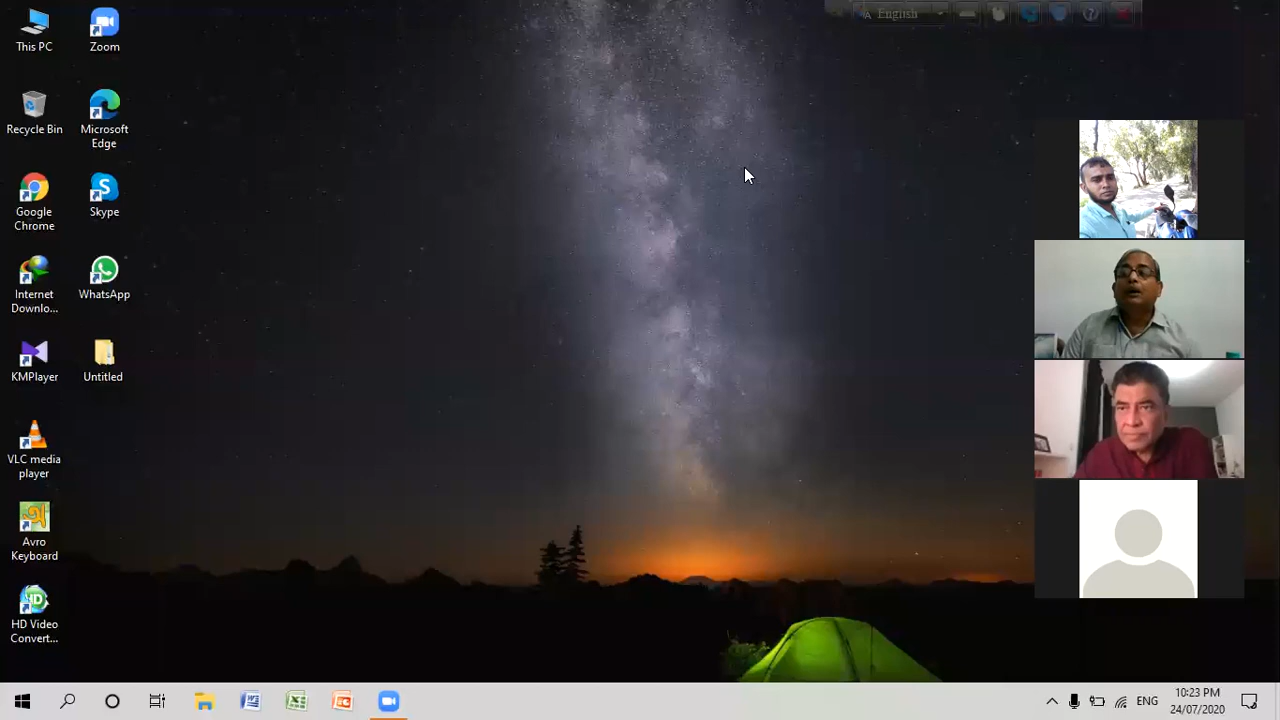 English
This PC
Zoom
Recycle Bin
Microsoft
Edge
Google
Chrome
Skype
Internet
Downlo...
WhatsApp
KMPlayer
Untitled
VLC media
player
Avro
Keyboard
HD Video
Convert...
ENG
10:23 PM
24/07/2020